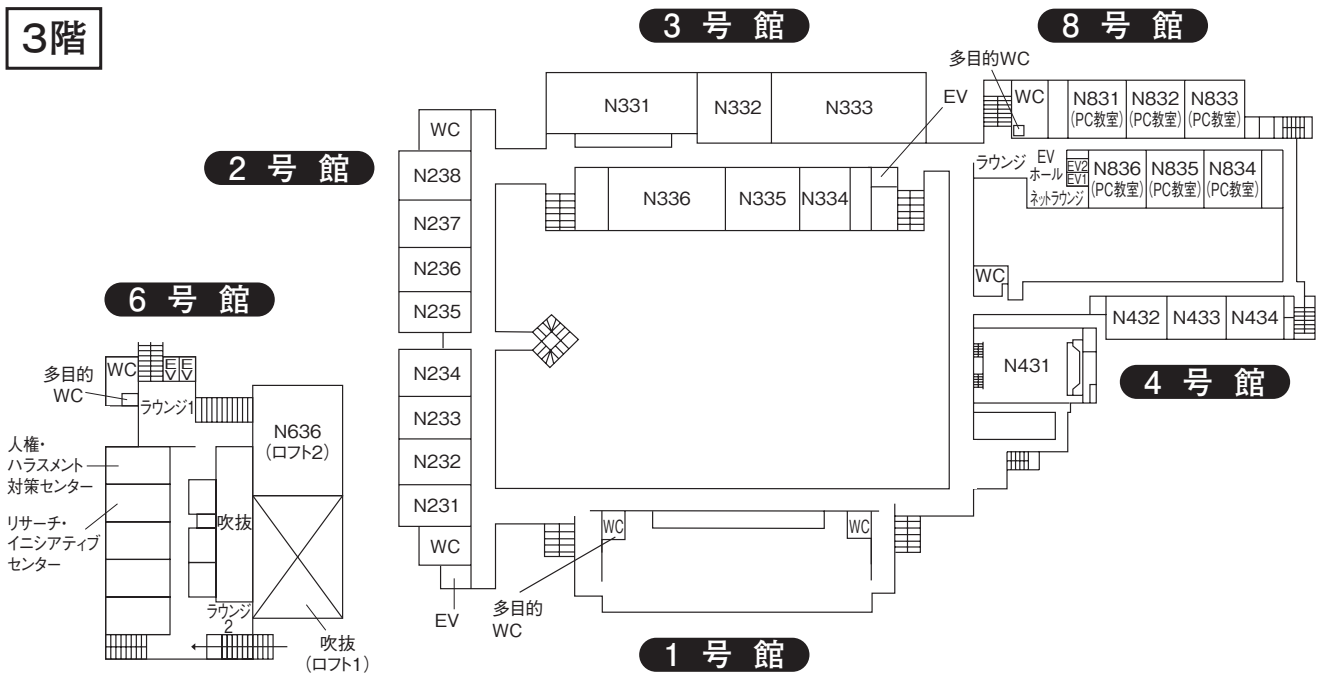 3階
3 号 館
8 号 館
多目的WC
EV
WC
N831
(PC教室)
N832
(PC教室)
N833
(PC教室)
N331
N332
N333
WC
2 号 館
N238
N237
N236
N235
N234
N233
N232
N231
WC
EV
N336
N335
N334
ラウンジ
EV
ホール
EV2
EV1
ネットラウンジ
N836
(PC教室)
N835
(PC教室)
N834
(PC教室)
WC
N432
N433
N434
N431
4 号 館
6 号 館
WC
EV
EV
多目的
WC
ラウンジ1
N636
(ロフト2)
人権・
ハラスメント
対策センター
リサーチ・
イニシアティブ
センター
吹抜
ラウンジ
2
吹抜
(ロフト1)
WC
WC
多目的
WC
1 号 館